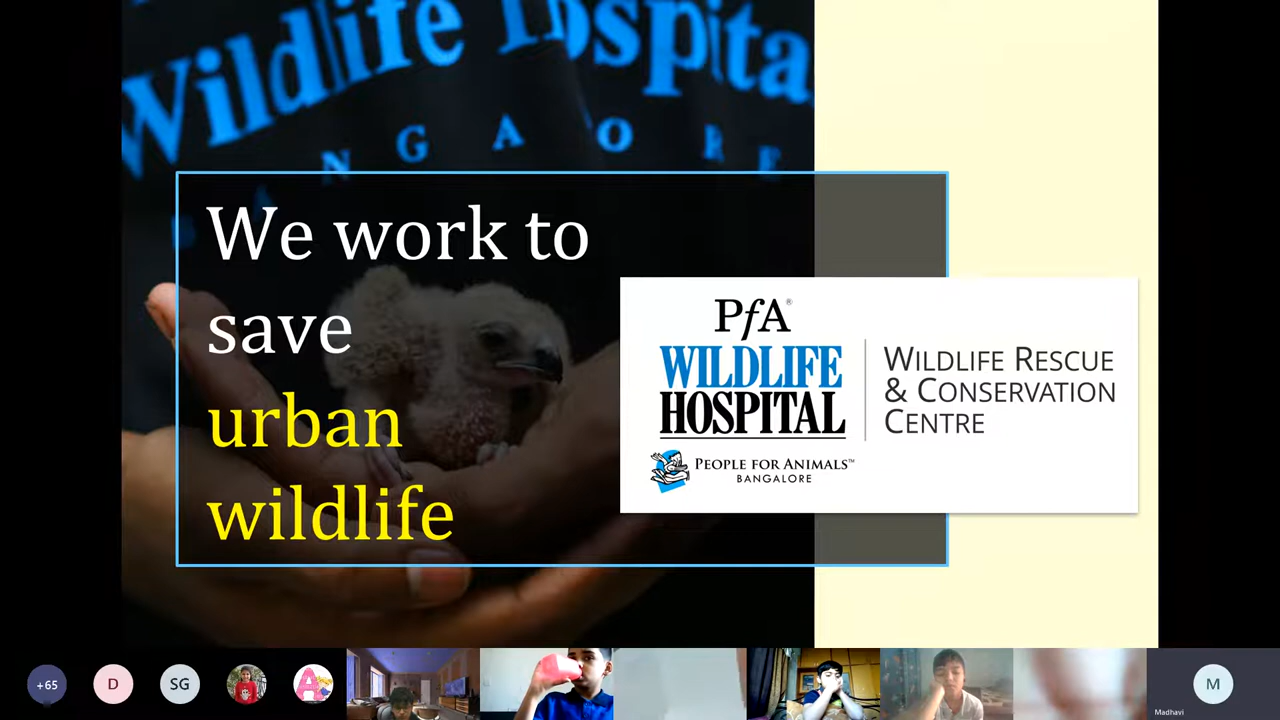 Wildlife Hospital
BANGALORE
We work to
save
urban
wildlife
PfA®
WILDLIFE
HOSPITAL
PEOPLE FOR ANIMALS™
BANGALORE
WILDLIFE RESCUE
& CONSERVATION
CENTRE
+65
D
SG
A
M
Madhavi